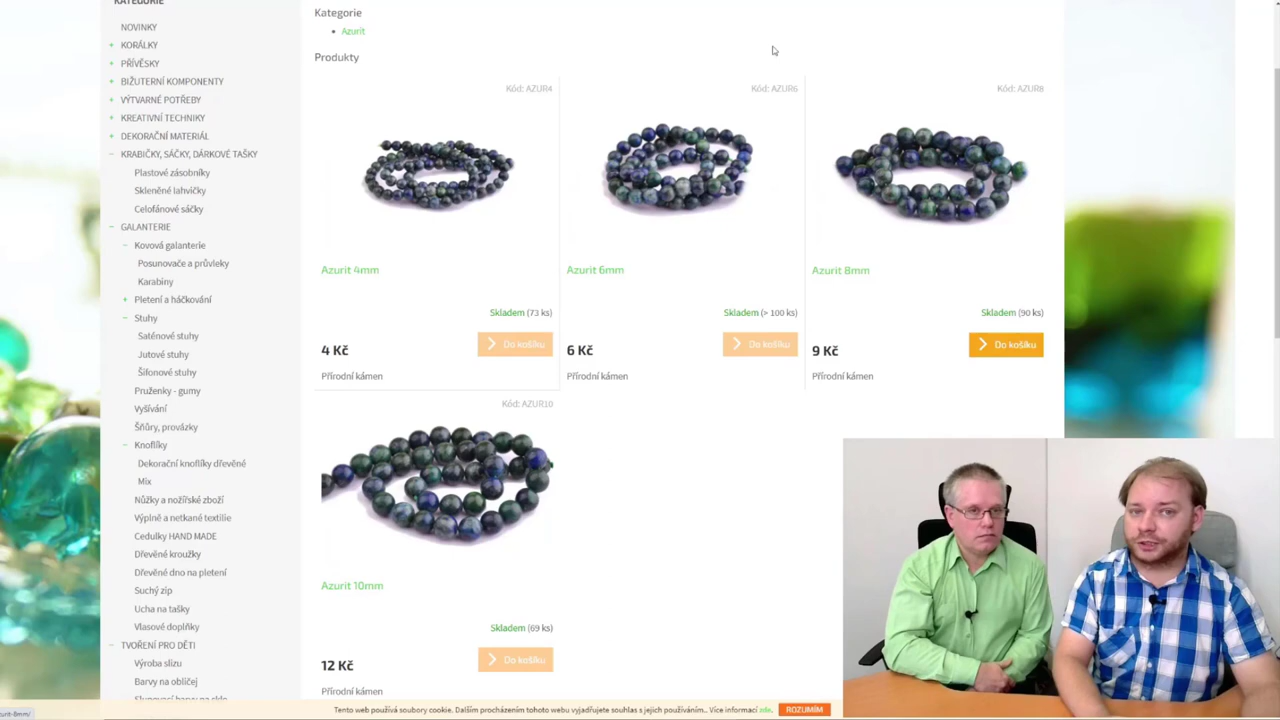 KATEGORIE
NOVINKY
KORÁLKY
PŘÍVĚSKY
BIŽUTERNÍ KOMPONENTY
VÝTVARNÉ POTŘEBY
KREATIVNÍ TECHNIKY
DEKORAČNÍ MATERIÁL
KRABIČKY, SÁČKY, DÁRKOVÉ TAŠKY
Plastové zásobníky
Skleněné lahvičky
Celofánové sáčky
GALANTERIE
Kovová galanterie
Posunovače a průvleky
Karabiny
Pletení a háčkování
Stuhy
Saténové stuhy
Jutové stuhy
Šifonové stuhy
Pruženky - gumy
Vyšívání
Šňůry, provázky
Knoflíky
Dekorační knoflíky dřevěné
Mix
Nůžky a nožířské zboží
Výplně a netkané textilie
Cedulky HAND MADE
Dřevěné kroužky
Dřevěné dno na pletení
Suchý zip
Ucha na tašky
Vlasové doplňky
TVOŘENÍ PRO DĚTI
Výroba slizu
Barvy na obličej
Slupovací barvy na sklo
Kategorie
Azurit
Produkty
Kód: AZUR4
Azurit 4mm
Skladem (73 ks)
4 Kč
Do košíku
Přírodní kámen
Kód: AZUR6
Azurit 6mm
Skladem (> 100 ks)
6 Kč
Do košíku
Přírodní kámen
Kód: AZUR8
Azurit 8mm
Skladem (90 ks)
9 Kč
Do košíku
Přírodní kámen
Kód: AZUR10
Azurit 10mm
Skladem (69 ks)
12 Kč
Do košíku
Přírodní kámen
Tento web používá soubory cookie. Dalším procházením tohoto webu vyjadřujete souhlas s jejich používáním.. Více informací zde. ROZUMÍM